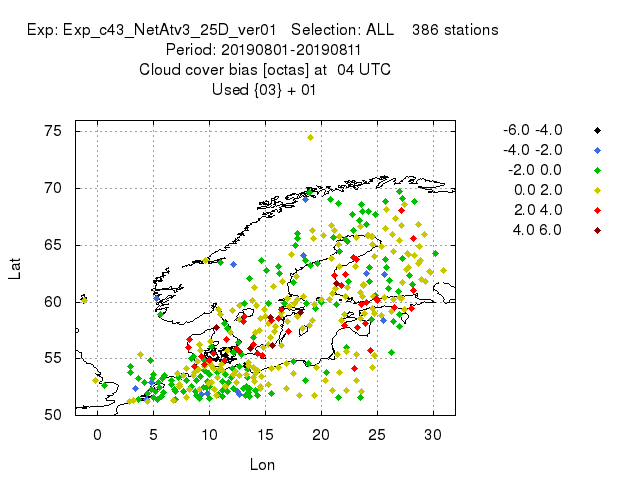 Exp: Exp_c43_NetAtv3_25D_ver01 Selection: ALL 386 stations
Period: 20190801-20190811
Cloud cover bias [octas] at 04 UTC
Used {03} + 01
75
70
65
60
55
50
Lat
0 5 10 15 20 25 30
Lon
-6.0 -4.0
-4.0 -2.0
-2.0 0.0
0.0 2.0
2.0 4.0
4.0 6.0